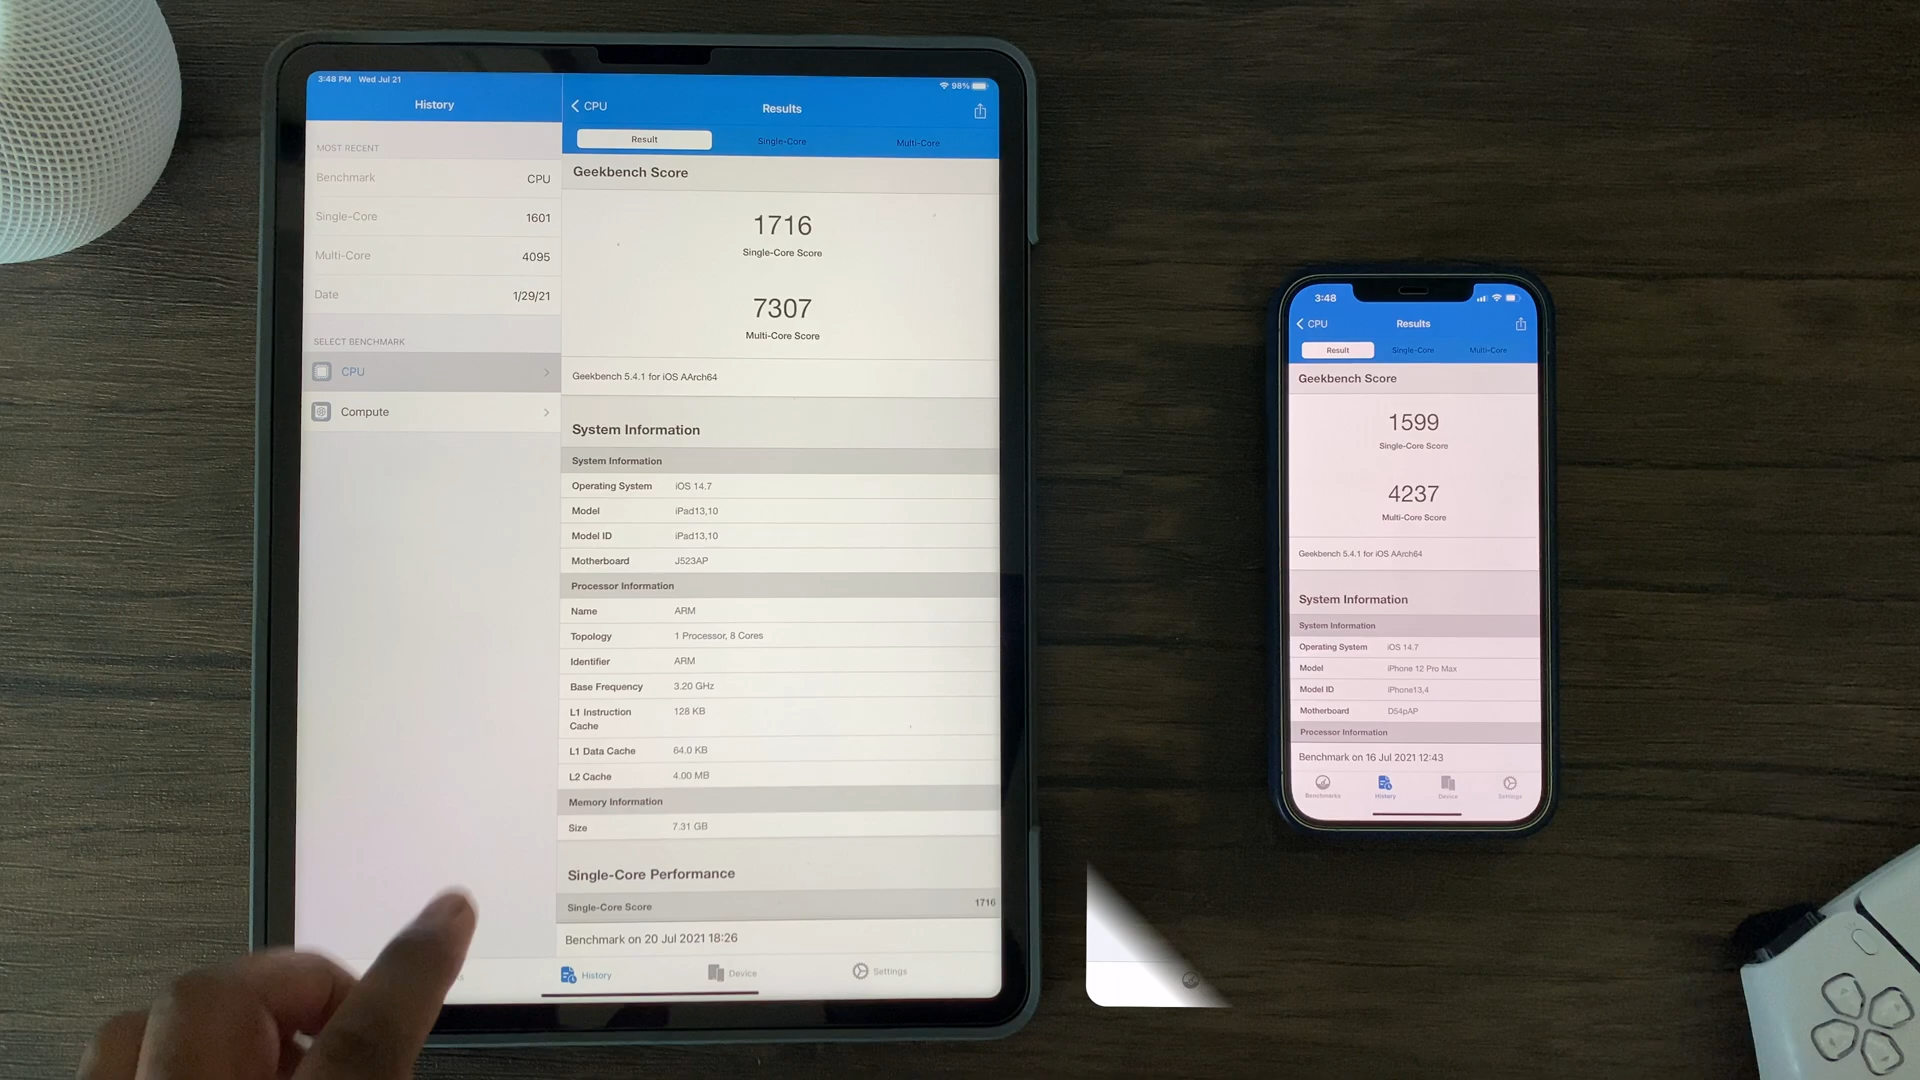 3:48 PM Wed Jul 21
98%
History
MOST RECENT
Benchmark CPU
Single-Core 1601
Multi-Core 4095
Date 1/29/21
SELECT BENCHMARK
CPU
Compute
CPU Results
Result Single-Core Multi-Core
Geekbench Score
1716
Single-Core Score
7307
Multi-Core Score
Geekbench 5.4.1 for iOS AArch64
System Information
System Information
Operating System iOS 14.7
Model iPad13,10
Model ID iPad13,10
Motherboard J523AP
Processor Information
Name ARM
Topology 1 Processor, 8 Cores
Identifier ARM
Base Frequency 3.20 GHz
L1 Instruction
Cache 128 KB
L1 Data Cache 64.0 KB
L2 Cache 4.00 MB
Memory Information
Size 7.31 GB
Single-Core Performance
Single-Core Score 1716
Benchmark on 20 Jul 2021 18:26
History Device Settings
3:48
CPU Results
Result Single-Core Multi-Core
Geekbench Score
1599
Single-Core Score
4237
Multi-Core Score
Geekbench 5.4.1 for iOS AArch64
System Information
System Information
Operating System iOS 14.7
Model iPhone 12 Pro Max
Model ID iPhone13,4
Motherboard D54pAP
Processor Information
Benchmark on 16 Jul 2021 12:43
Benchmarks History Device Settings